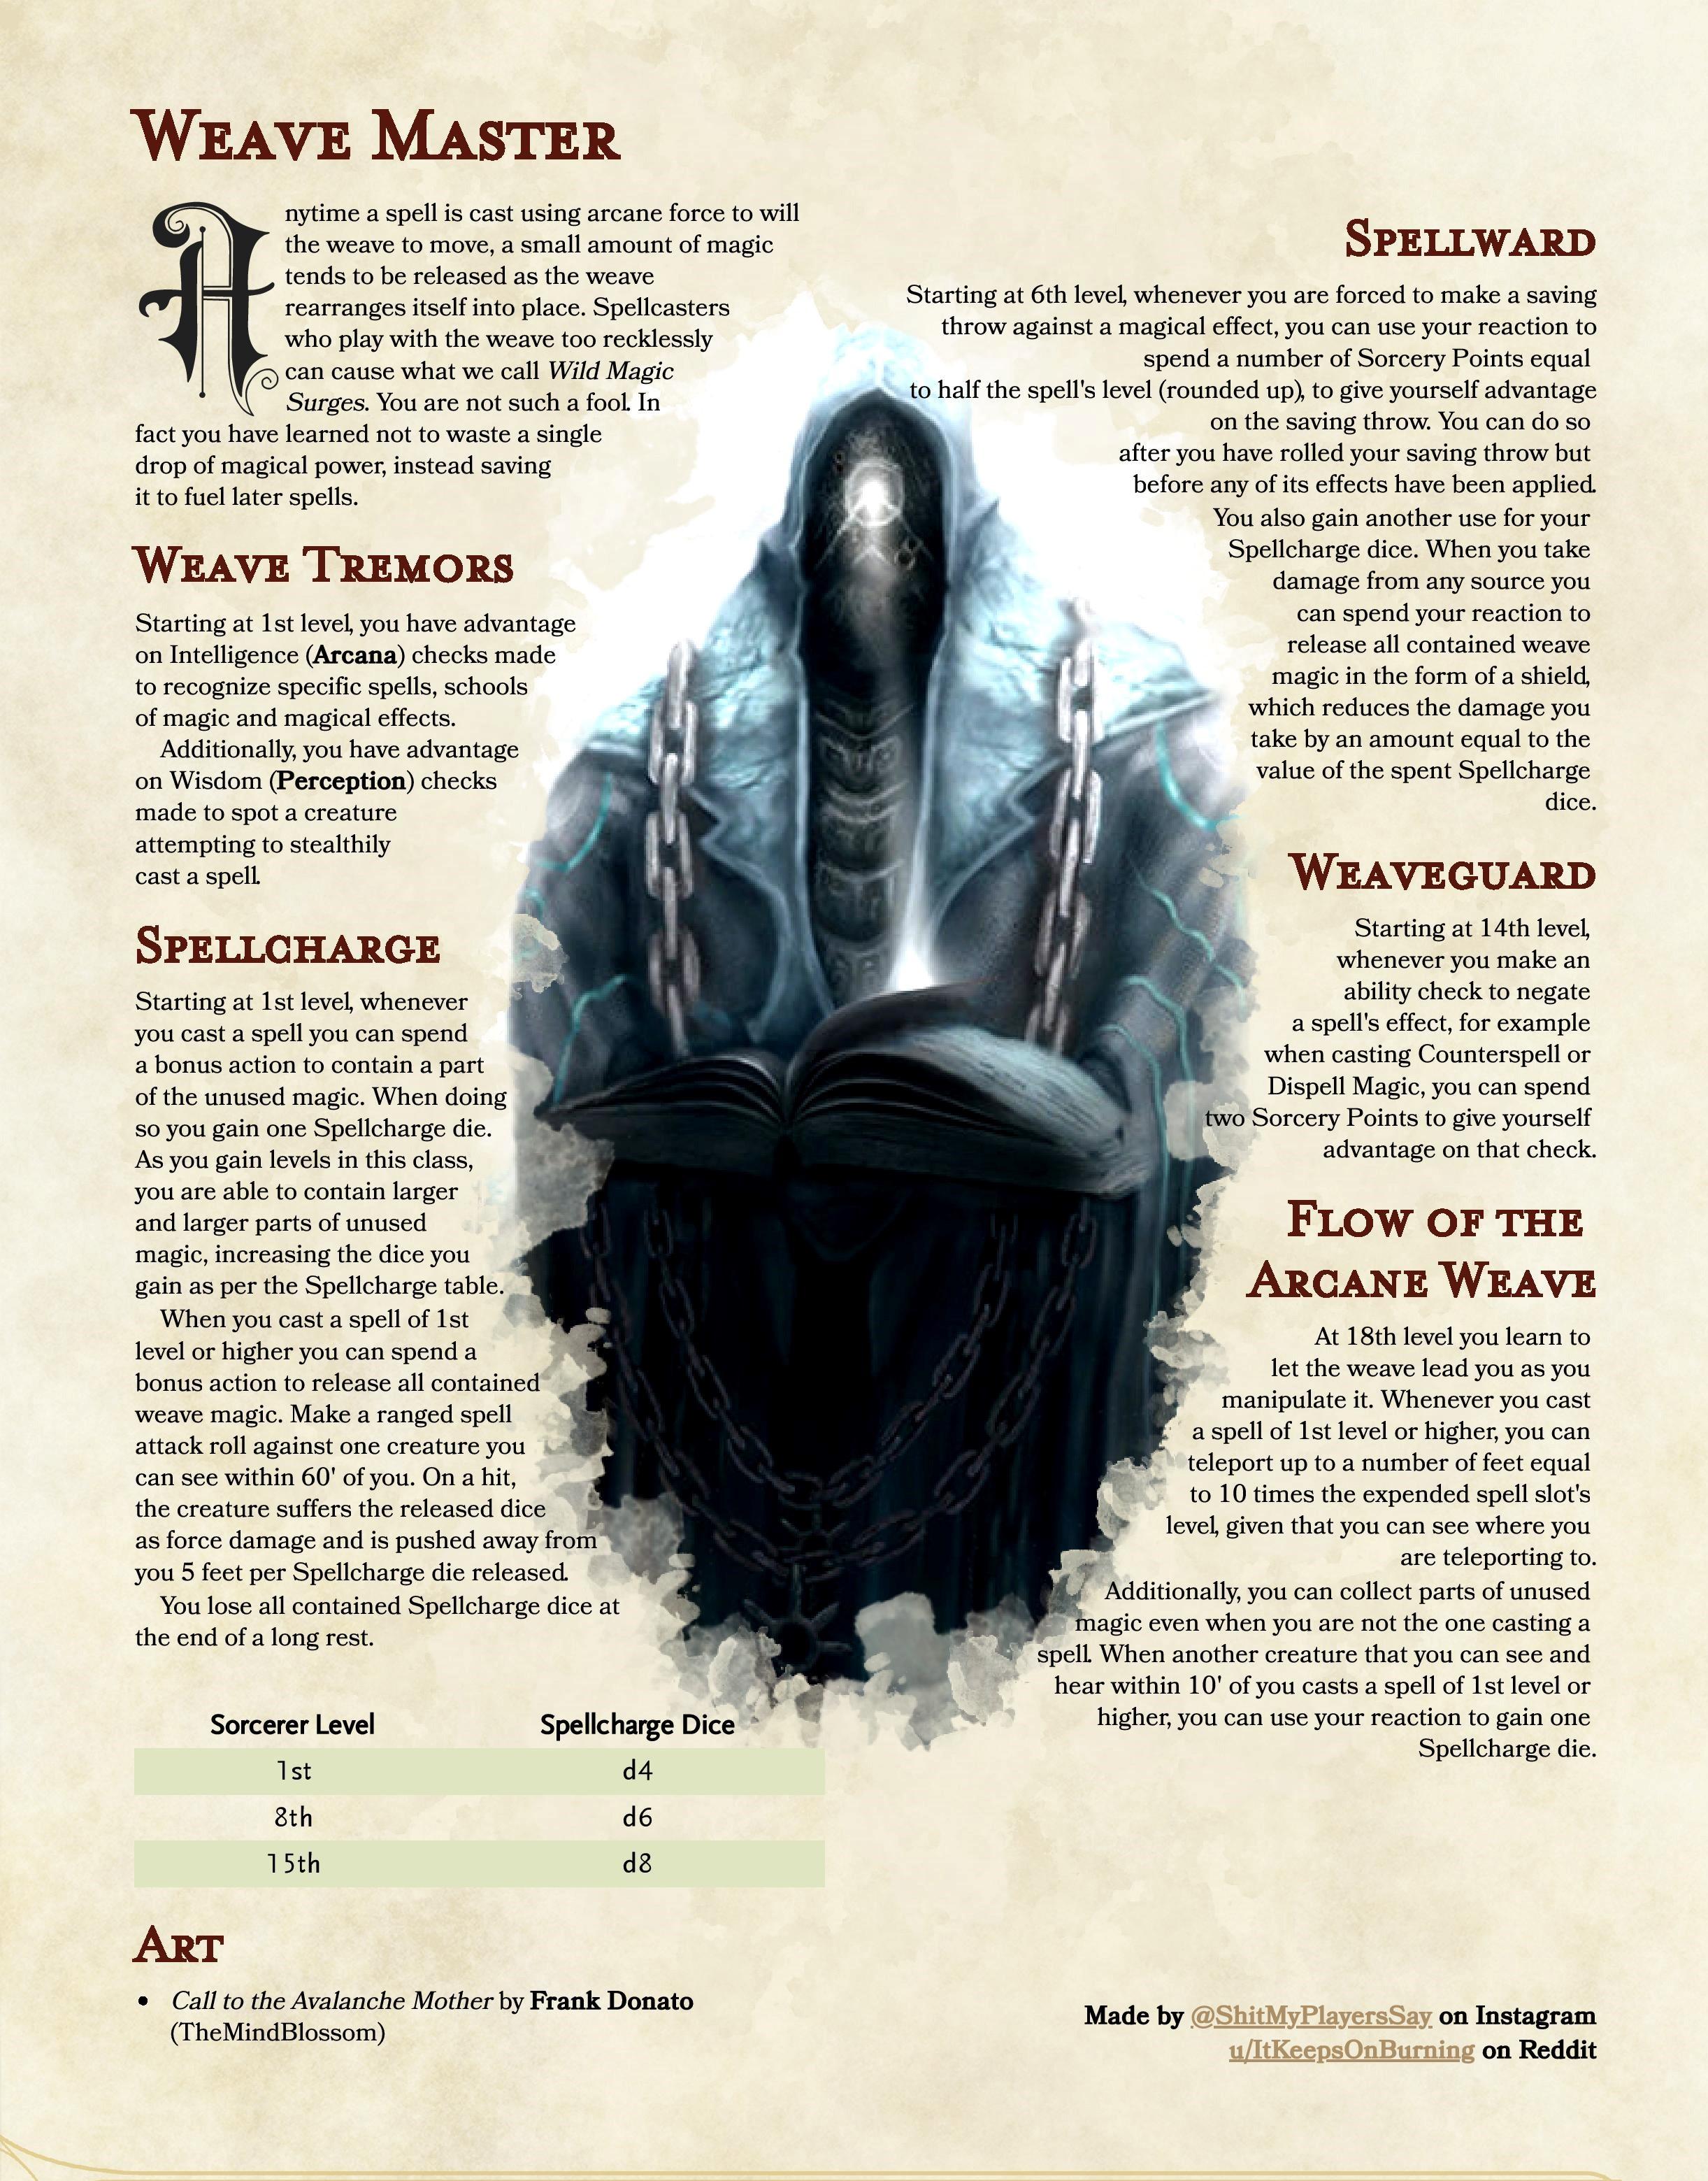 Weave Master
Anytime a spell is cast using arcane force to will
the weave to move, a small amount of magic
tends to be released as the weave
rearranges itself into place. Spellcasters
who play with the weave too recklessly
can cause what we call Wild Magic
Surges. You are not such a fool. In
fact you have learned not to waste a single
drop of magical power, instead saving
it to fuel later spells.
Weave Tremors
Starting at 1st level, you have advantage
on Intelligence (Arcana) checks made
to recognize specific spells, schools
of magic and magical effects.
Additionally, you have advantage
on Wisdom (Perception) checks
made to spot a creature
attempting to stealthily
cast a spell.
Spellcharge
Starting at 1st level, whenever
you cast a spell you can spend
a bonus action to contain a part
of the unused magic. When doing
so you gain one Spellcharge die.
As you gain levels in this class,
you are able to contain larger
and larger parts of unused
magic, increasing the dice you
gain as per the Spellcharge table.
When you cast a spell of 1st
level or higher you can spend a
bonus action to release all contained
weave magic. Make a ranged spell
attack roll against one creature you
can see within 60' of you. On a hit,
the creature suffers the released dice
as force damage and is pushed away from
you 5 feet per Spellcharge die released.
You lose all contained Spellcharge dice at
the end of a long rest.
Sorcerer Level Spellcharge Dice
1st d4
8th d6
15th d8
Art
• Call to the Avalanche Mother by Frank Donato
(TheMindBlossom)
Spellward
Starting at 6th level, whenever you are forced to make a saving
throw against a magical effect, you can use your reaction to
spend a number of Sorcery Points equal
to half the spell's level (rounded up), to give yourself advantage
on the saving throw. You can do so
after you have rolled your saving throw but
before any of its effects have been applied.
You also gain another use for your
Spellcharge dice. When you take
damage from any source you
can spend your reaction to
release all contained weave
magic in the form of a shield,
which reduces the damage you
take by an amount equal to the
value of the spent Spellcharge
dice.
Weaveguard
Starting at 14th level,
whenever you make an
ability check to negate
a spell's effect, for example
when casting Counterspell or
Dispell Magic, you can spend
two Sorcery Points to give yourself
advantage on that check.
Flow of the
Arcane Weave
At 18th level you learn to
let the weave lead you as you
manipulate it. Whenever you cast
a spell of 1st level or higher, you can
teleport up to a number of feet equal
to 10 times the expended spell slot's
level, given that you can see where you
are teleporting to.
Additionally, you can collect parts of unused
magic even when you are not the one casting a
spell. When another creature that you can see and
hear within 10' of you casts a spell of 1st level or
higher, you can use your reaction to gain one
Spellcharge die.
Made by @ShitMyPlayersSay on Instagram
u/ItKeepsOnBurning on Reddit